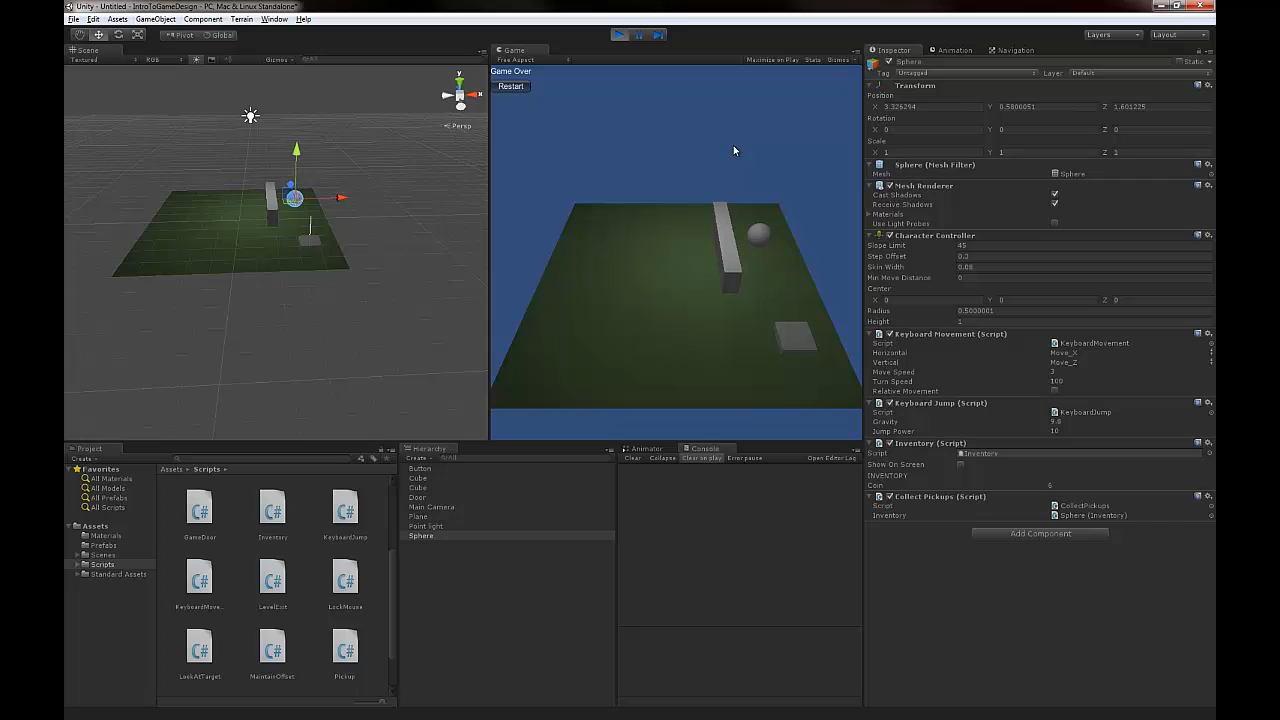 Unity - Untitled - IntroToGameDesign - PC, Mac & Linux Standalone*
File Edit Assets GameObject Component Terrain Window Help
Pivot Global Layers Layout
Scene
Textured RGB Gizmos
y
x
Persp
Game
Free Aspect Maximize on Play Stats Gizmos
Game Over
Restart
Inspector Animation Navigation
Sphere Static
Tag Untagged Layer Default
Transform
Position
X 3.326294 Y 0.5800051 Z 1.601225
Rotation
X 0 Y 0 Z 0
Scale
X 1 Y 1 Z 1
Sphere (Mesh Filter)
Mesh Sphere
Mesh Renderer
Cast Shadows
Receive Shadows
Materials
Use Light Probes
Character Controller
Slope Limit 45
Step Offset 0.3
Skin Width 0.08
Min Move Distance 0
Center
X 0 Y 0 Z 0
Radius 0.5000001
Height 1
Keyboard Movement (Script)
Script KeyboardMovement
Horizontal Move_X
Vertical Move_Z
Move Speed 3
Turn Speed 100
Relative Movement
Keyboard Jump (Script)
Script KeyboardJump
Gravity 9.8
Jump Power 10
Inventory (Script)
Script Inventory
Show On Screen
INVENTORY
Coin 6
Collect Pickups (Script)
Script CollectPickups
Inventory Sphere (Inventory)
Add Component
Project
Create
Favorites
All Materials
All Models
All Prefabs
All Scripts
Assets
Materials
Prefabs
Scenes
Scripts
Standard Assets
Assets Scripts
GameDoor Inventory KeyboardJump
KeyboardMove... LevelExit LockMouse
LookAtTarget MaintainOffset Pickup
Hierarchy
Create All
Button
Cube
Cube
Door
Main Camera
Plane
Point light
Sphere
Animator Console
Clear Collapse Clear on play Error pause Open Editor Log